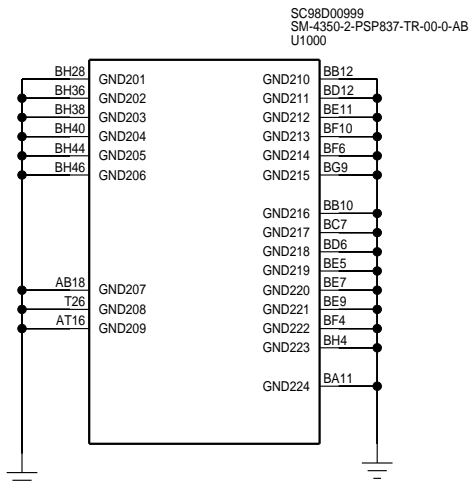 SC98D00999
SM-4350-2-PSP837-TR-00-0-AB
U1000
BH28 GND201 GND210 BB12
BH36 GND202 GND211 BD12
BH38 GND203 GND212 BE11
BH40 GND204 GND213 BF10
BH44 GND205 GND214 BF6
BH46 GND206 GND215 BG9
GND216 BB10
GND217 BC7
GND218 BD6
GND219 BE5
AB18 GND207 GND220 BE7
T26 GND208 GND221 BE9
AT16 GND209 GND222 BF4
GND223 BH4
GND224 BA11